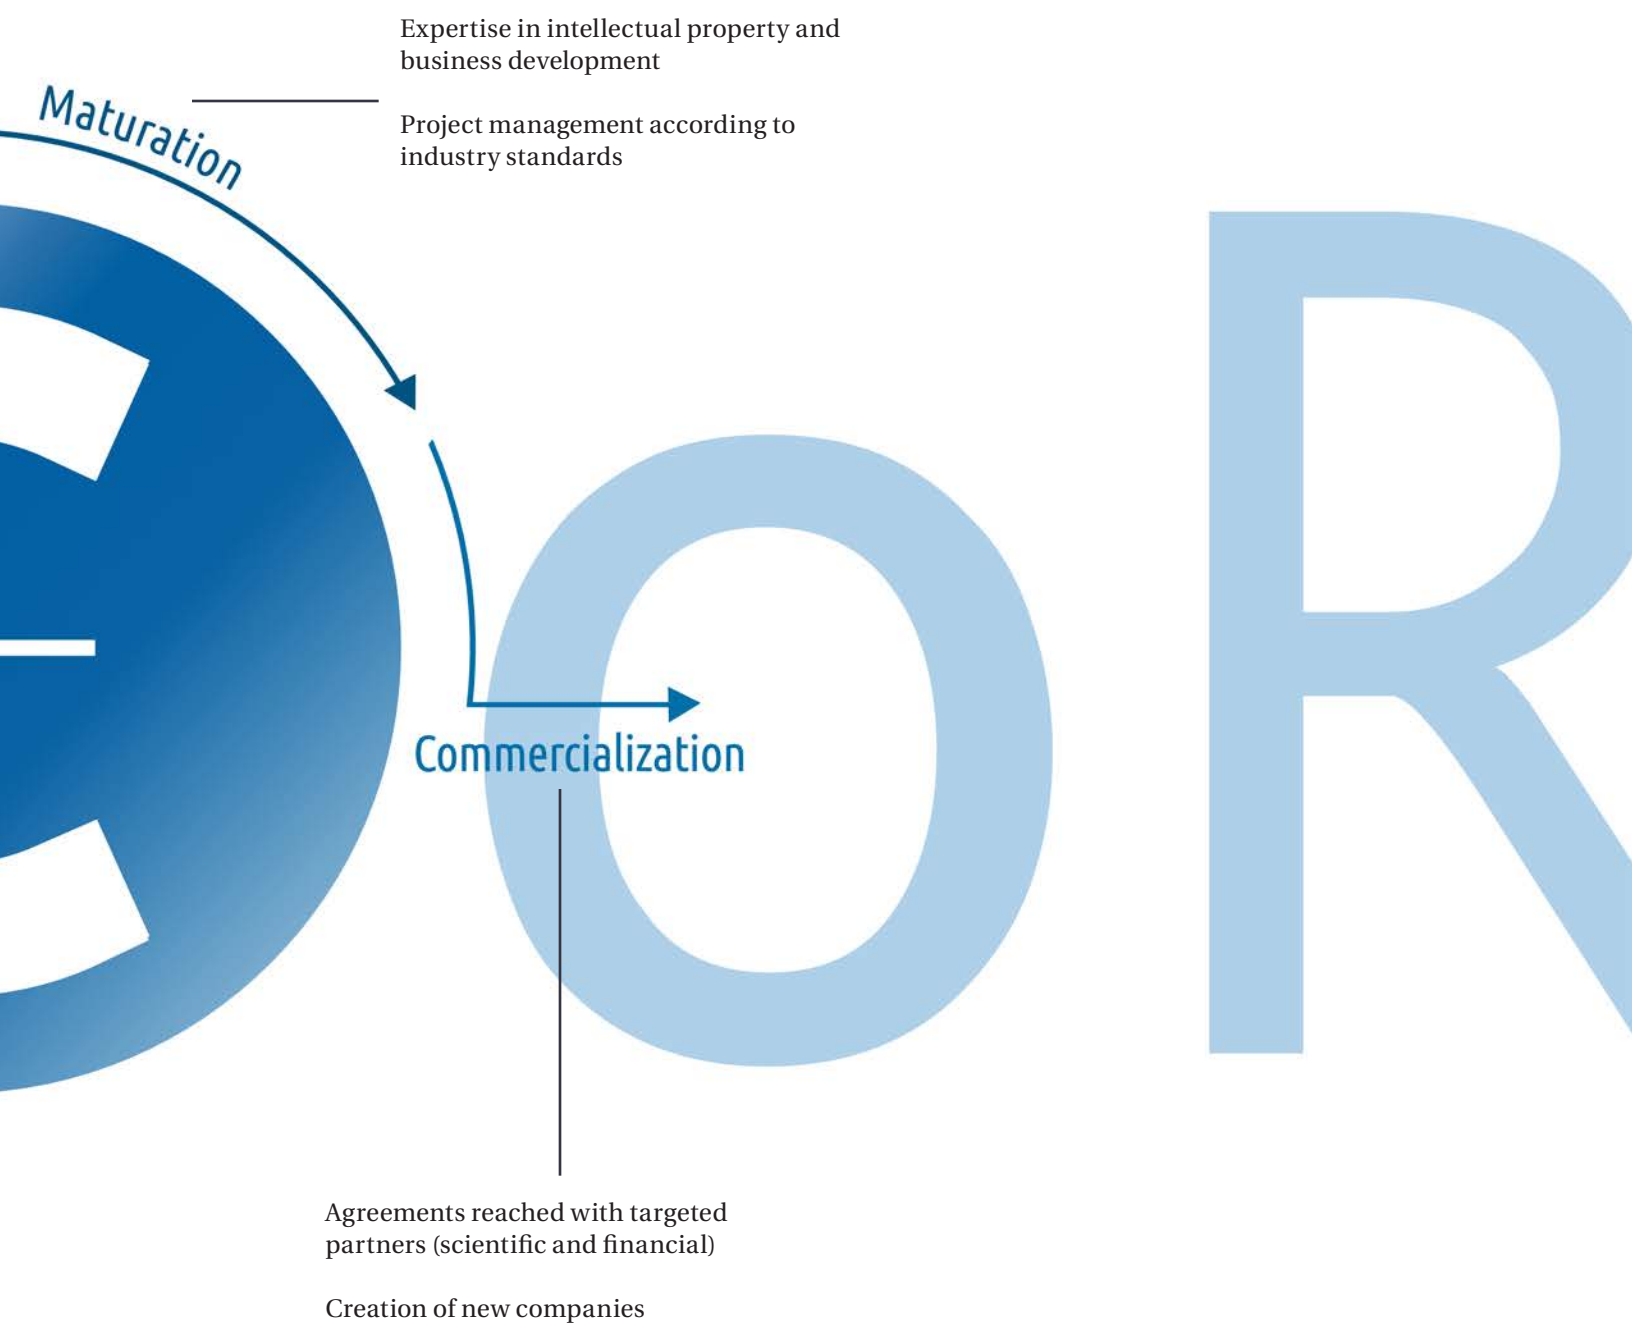 Expertise in intellectual property and
business development
Maturation
Project management according to
industry standards
oR
Commercialization
Agreements reached with targeted
partners (scientific and financial)
Creation of new companies